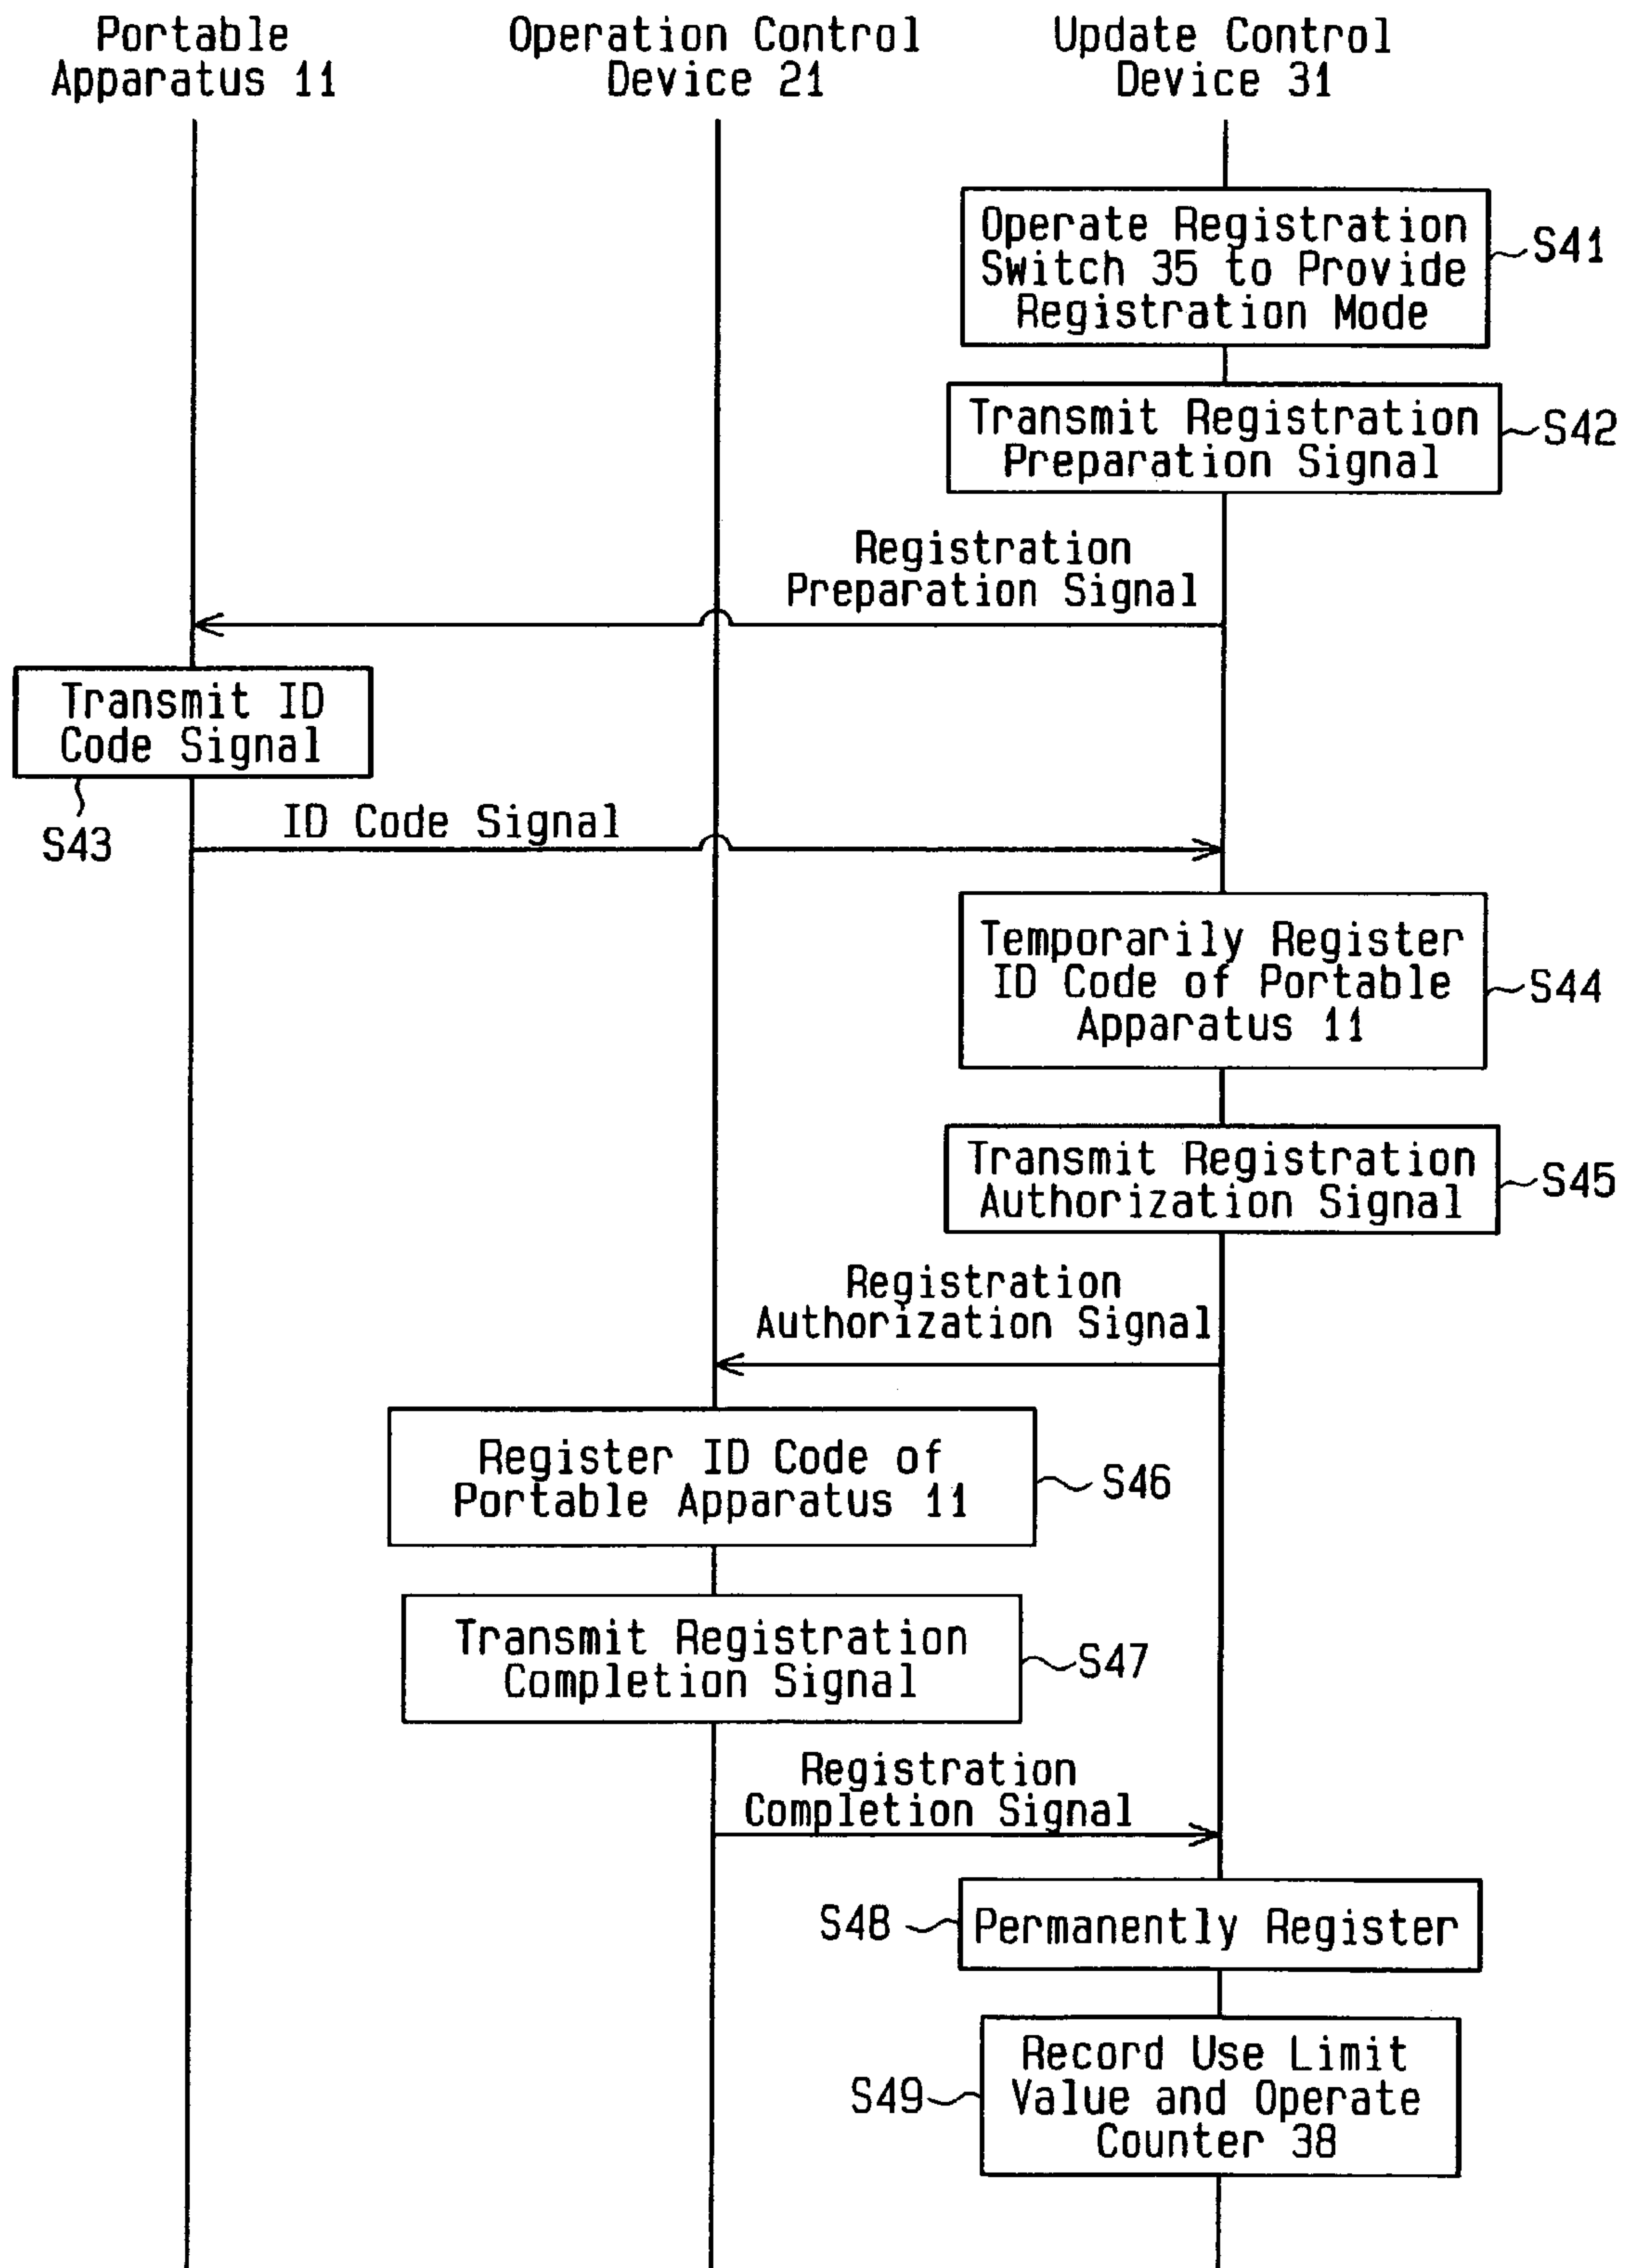 Portable
Apparatus 11
Operation Control
Device 21
Update Control
Device 31
Operate Registration
Switch 35 to Provide
Registration Mode
S41
Transmit Registration
Preparation Signal
S42
Registration
Preparation Signal
Transmit ID
Code Signal
S43
ID Code Signal
Temporarily Register
ID Code of Portable
Apparatus 11
S44
Transmit Registration
Authorization Signal
S45
Registration
Authorization Signal
Register ID Code of
Portable Apparatus 11
S46
Transmit Registration
Completion Signal
S47
Registration
Completion Signal
S48
Permanently Register
S49
Record Use Limit
Value and Operate
Counter 38